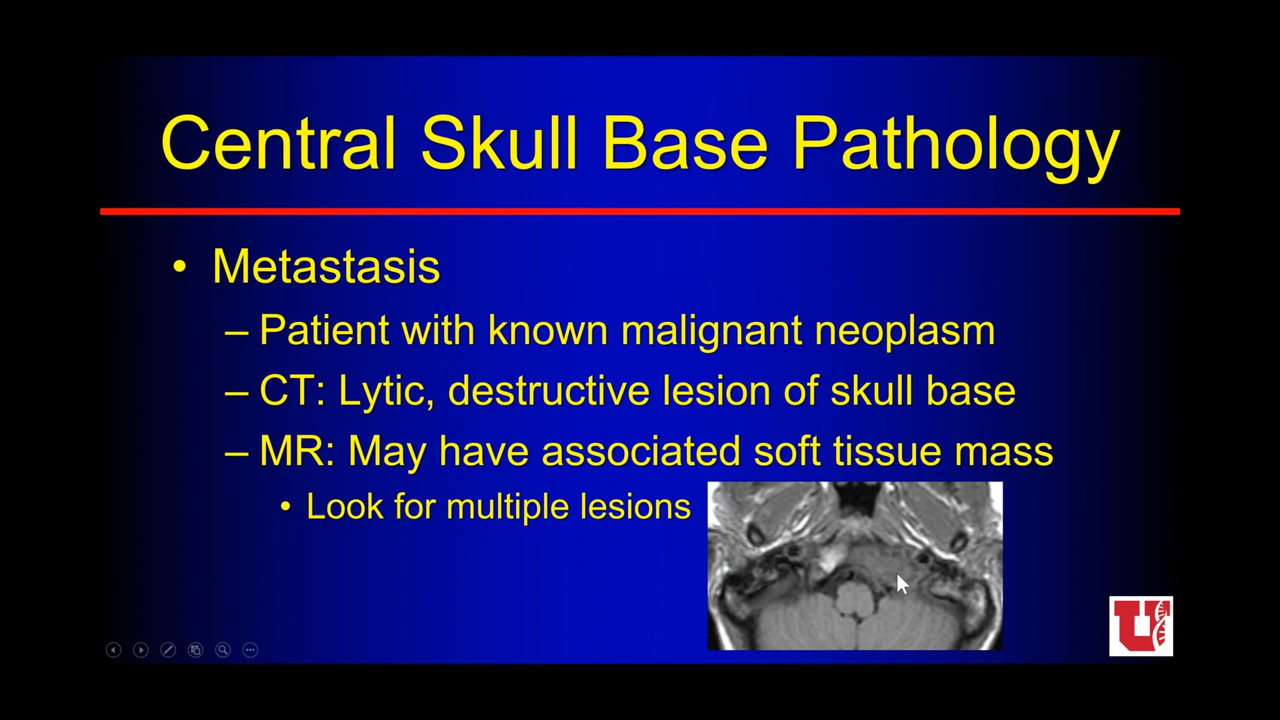 Central Skull Base Pathology
• Metastasis
– Patient with known malignant neoplasm
– CT: Lytic, destructive lesion of skull base
– MR: May have associated soft tissue mass
• Look for multiple lesions
U